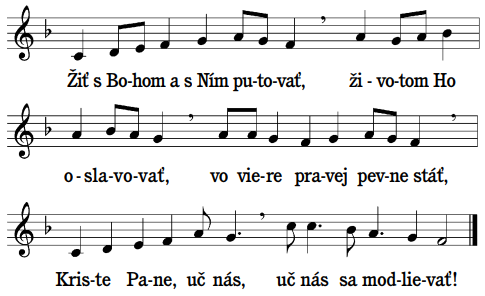 Žiť s Bo-hom a s Ním pu-to-vať, ži - vo-tom Ho
o - sla-vo-vať, vo vie-re pra-vej pev-ne stáť,
Kris-te Pa-ne, uč nás, uč nás sa mod-lie-vať!